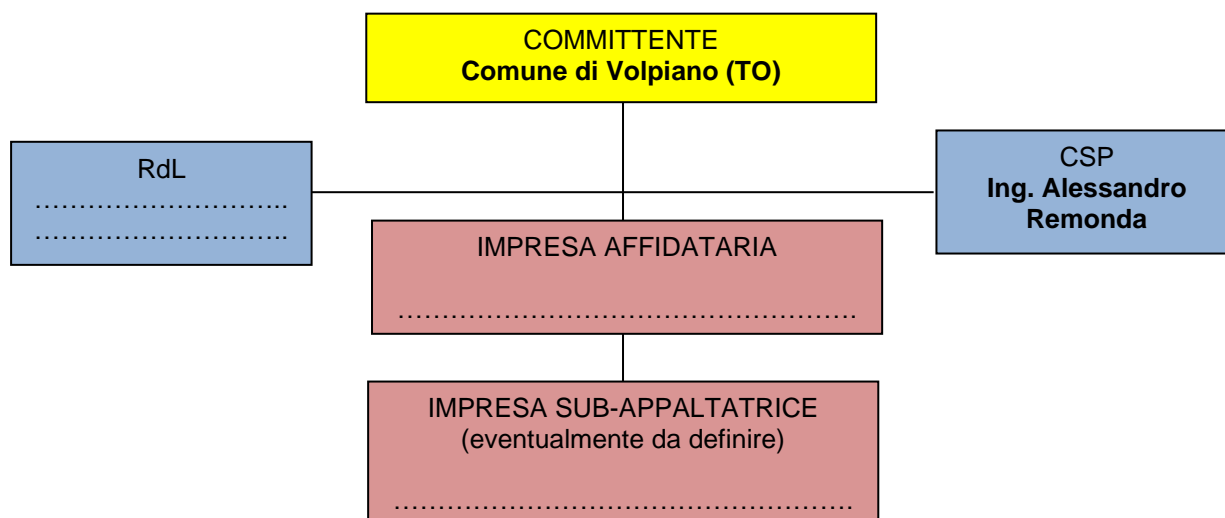 COMMITTENTE
Comune di Volpiano (TO)
RdL
…………………………..
…………………………..
CSP
Ing. Alessandro
Remonda
IMPRESA AFFIDATARIA
…………………………………………….
IMPRESA SUB-APPALTATRICE
(eventualmente da definire)
…………………………………………….